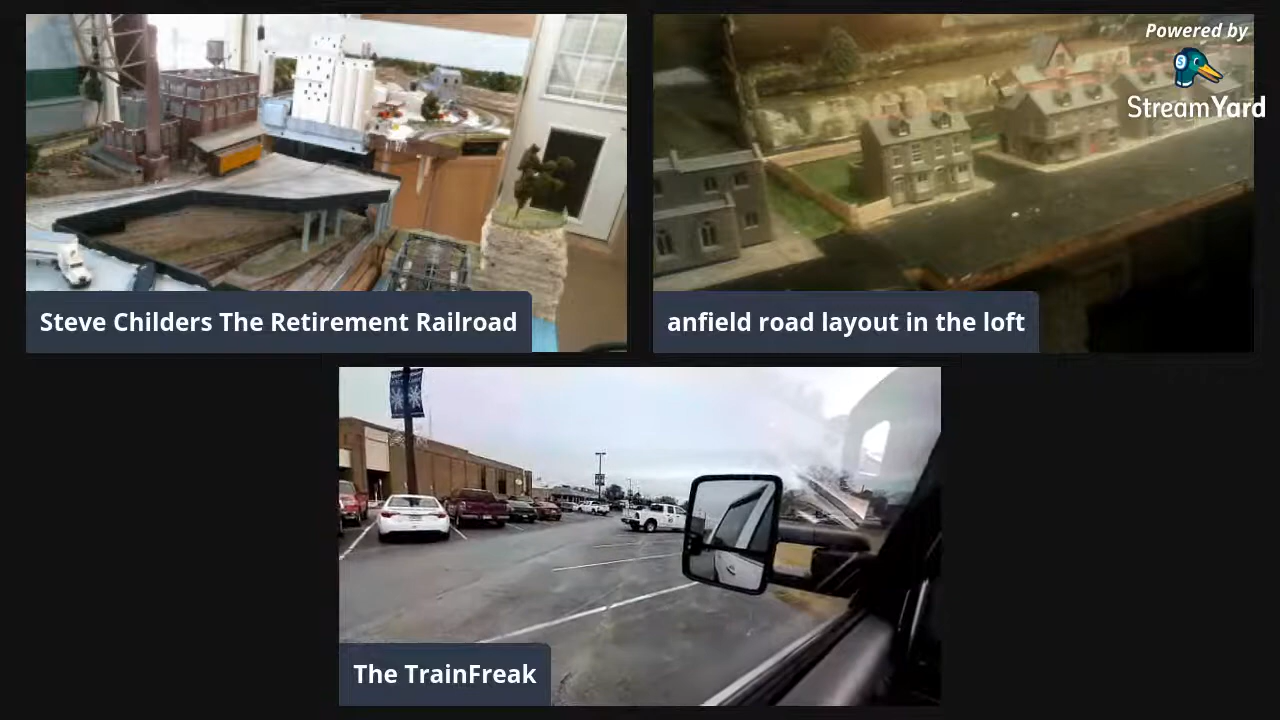 Powered by
StreamYard
Steve Childers The Retirement Railroad
anfield road layout in the loft
The TrainFreak